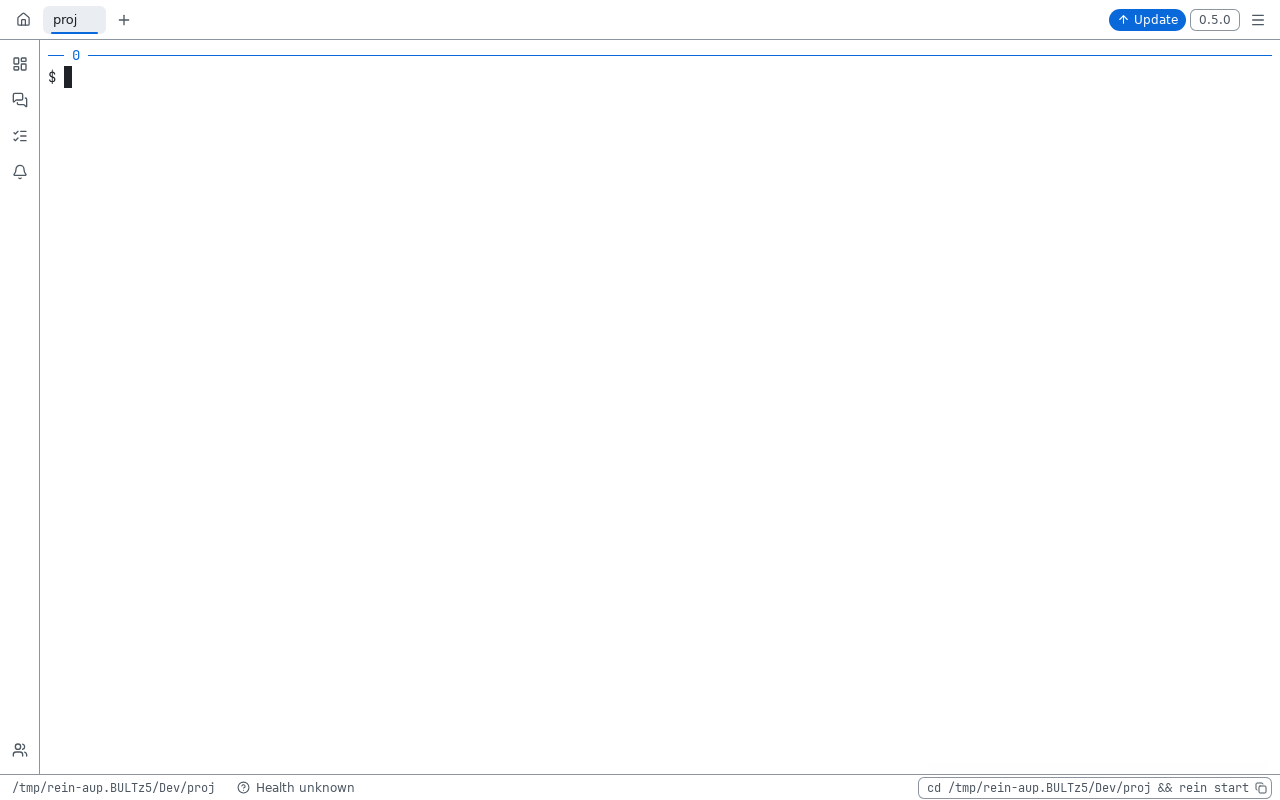 proj
Update
0.5.0
0
$
/tmp/rein-aup.BULTz5/Dev/proj
Health unknown
cd /tmp/rein-aup.BULTz5/Dev/proj && rein start